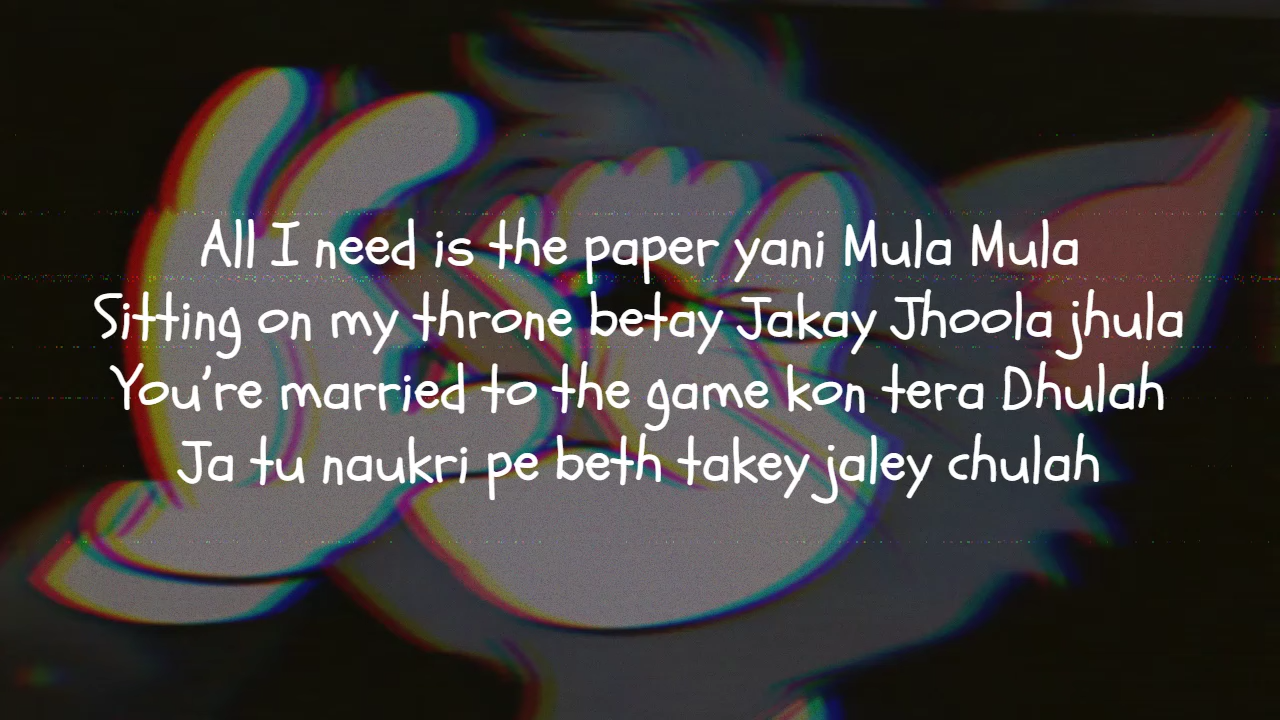 All I need is the paper yani Mula Mula
Sitting on my throne betay Jakay Jhoola jhula
You're married to the game kon tera Dhulah
Ja tu naukri pe beth takey jaley chulah